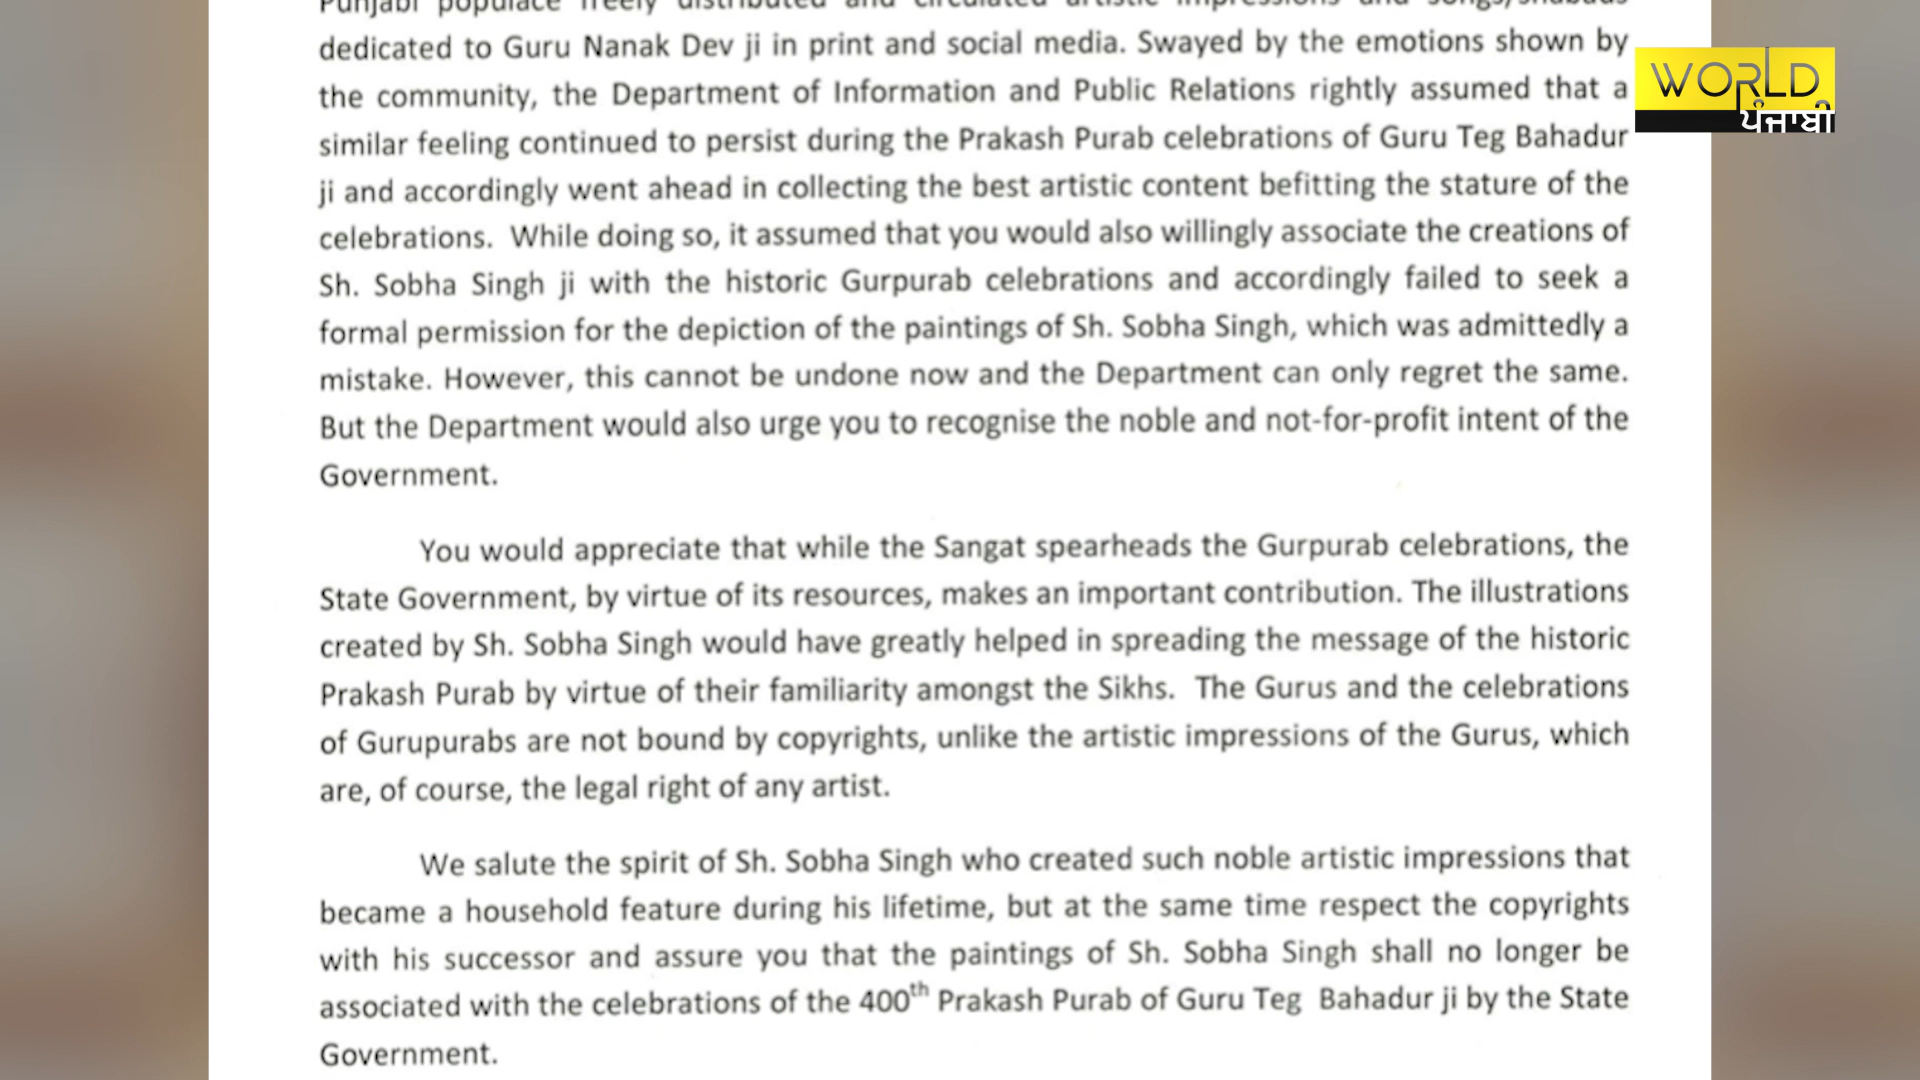 Punjabi populace freely distributed and circulated artistic impressions and songs/shabads
dedicated to Guru Nanak Dev ji in print and social media. Swayed by the emotions shown by
the community, the Department of Information and Public Relations rightly assumed that a
similar feeling continued to persist during the Prakash Purab celebrations of Guru Teg Bahadur
ji and accordingly went ahead in collecting the best artistic content befitting the stature of the
celebrations. While doing so, it assumed that you would also willingly associate the creations of
Sh. Sobha Singh ji with the historic Gurpurab celebrations and accordingly failed to seek a
formal permission for the depiction of the paintings of Sh. Sobha Singh, which was admittedly a
mistake. However, this cannot be undone now and the Department can only regret the same.
But the Department would also urge you to recognise the noble and not-for-profit intent of the
Government.
You would appreciate that while the Sangat spearheads the Gurpurab celebrations, the
State Government, by virtue of its resources, makes an important contribution. The illustrations
created by Sh. Sobha Singh would have greatly helped in spreading the message of the historic
Prakash Purab by virtue of their familiarity amongst the Sikhs. The Gurus and the celebrations
of Gurupurabs are not bound by copyrights, unlike the artistic impressions of the Gurus, which
are, of course, the legal right of any artist.
We salute the spirit of Sh. Sobha Singh who created such noble artistic impressions that
became a household feature during his lifetime, but at the same time respect the copyrights
with his successor and assure you that the paintings of Sh. Sobha Singh shall no longer be
associated with the celebrations of the 400th Prakash Purab of Guru Teg Bahadur ji by the State
Government.
WORLD
ਪੰਜਾਬੀ